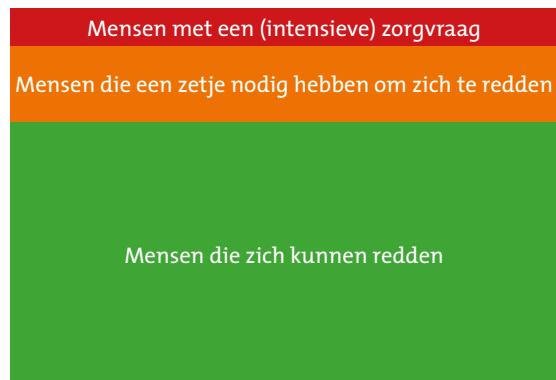 Mensen met een (intensieve) zorgvraag
Mensen die een zetje nodig hebben om zich te redden
Mensen die zich kunnen redden